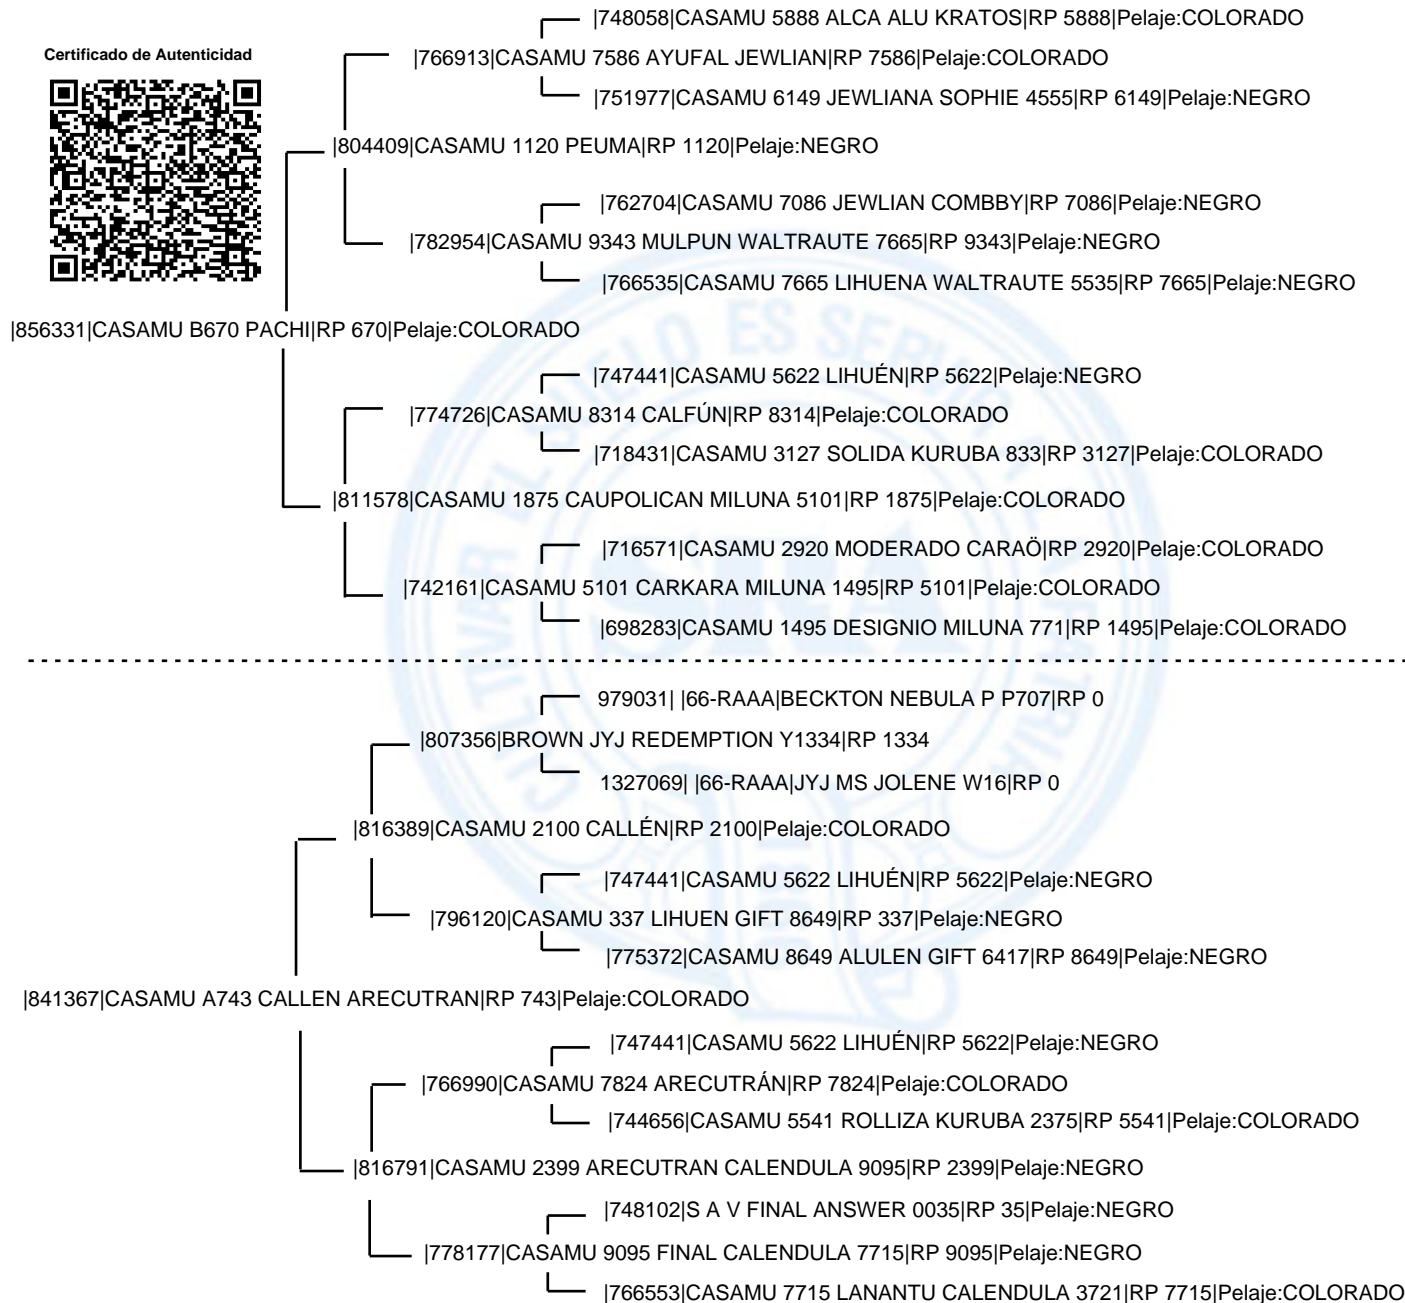 |748058|CASAMU 5888 ALCA ALU KRATOS|RP 5888|Pelaje:COLORADO
Certificado de Autenticidad
|766913|CASAMU 7586 AYUFAL JEWLIAN|RP 7586|Pelaje:COLORADO
|751977|CASAMU 6149 JEWLIANA SOPHIE 4555|RP 6149|Pelaje:NEGRO
|804409|CASAMU 1120 PEUMA|RP 1120|Pelaje:NEGRO
|762704|CASAMU 7086 JEWLIAN COMBBY|RP 7086|Pelaje:NEGRO
|782954|CASAMU 9343 MULPUN WALTRAUTE 7665|RP 9343|Pelaje:NEGRO
|766535|CASAMU 7665 LIHUENA WALTRAUTE 5535|RP 7665|Pelaje:NEGRO
|856331|CASAMU B670 PACHI|RP 670|Pelaje:COLORADO
|747441|CASAMU 5622 LIHUÉN|RP 5622|Pelaje:NEGRO
|774726|CASAMU 8314 CALFÚN|RP 8314|Pelaje:COLORADO
|718431|CASAMU 3127 SOLIDA KURUBA 833|RP 3127|Pelaje:COLORADO
|811578|CASAMU 1875 CAUPOLICAN MILUNA 5101|RP 1875|Pelaje:COLORADO
|716571|CASAMU 2920 MODERADO CARAÖ|RP 2920|Pelaje:COLORADO
|742161|CASAMU 5101 CARKARA MILUNA 1495|RP 5101|Pelaje:COLORADO
|698283|CASAMU 1495 DESIGNIO MILUNA 771|RP 1495|Pelaje:COLORADO
979031| |66-RAAA|BECKTON NEBULA P P707|RP 0
|807356|BROWN JYJ REDEMPTION Y1334|RP 1334
1327069| |66-RAAA|JYJ MS JOLENE W16|RP 0
|816389|CASAMU 2100 CALLÉN|RP 2100|Pelaje:COLORADO
|747441|CASAMU 5622 LIHUÉN|RP 5622|Pelaje:NEGRO
|796120|CASAMU 337 LIHUEN GIFT 8649|RP 337|Pelaje:NEGRO
|775372|CASAMU 8649 ALULEN GIFT 6417|RP 8649|Pelaje:NEGRO
|841367|CASAMU A743 CALLEN ARECUTRAN|RP 743|Pelaje:COLORADO
|747441|CASAMU 5622 LIHUÉN|RP 5622|Pelaje:NEGRO
|766990|CASAMU 7824 ARECUTRÁN|RP 7824|Pelaje:COLORADO
|744656|CASAMU 5541 ROLLIZA KURUBA 2375|RP 5541|Pelaje:COLORADO
|816791|CASAMU 2399 ARECUTRAN CALENDULA 9095|RP 2399|Pelaje:NEGRO
|748102|S A V FINAL ANSWER 0035|RP 35|Pelaje:NEGRO
|778177|CASAMU 9095 FINAL CALENDULA 7715|RP 9095|Pelaje:NEGRO
|766553|CASAMU 7715 LANANTU CALENDULA 3721|RP 7715|Pelaje:COLORADO
CULTIVAR EL SUELO ES SERVIR A LA PATRIA
SRA
1866